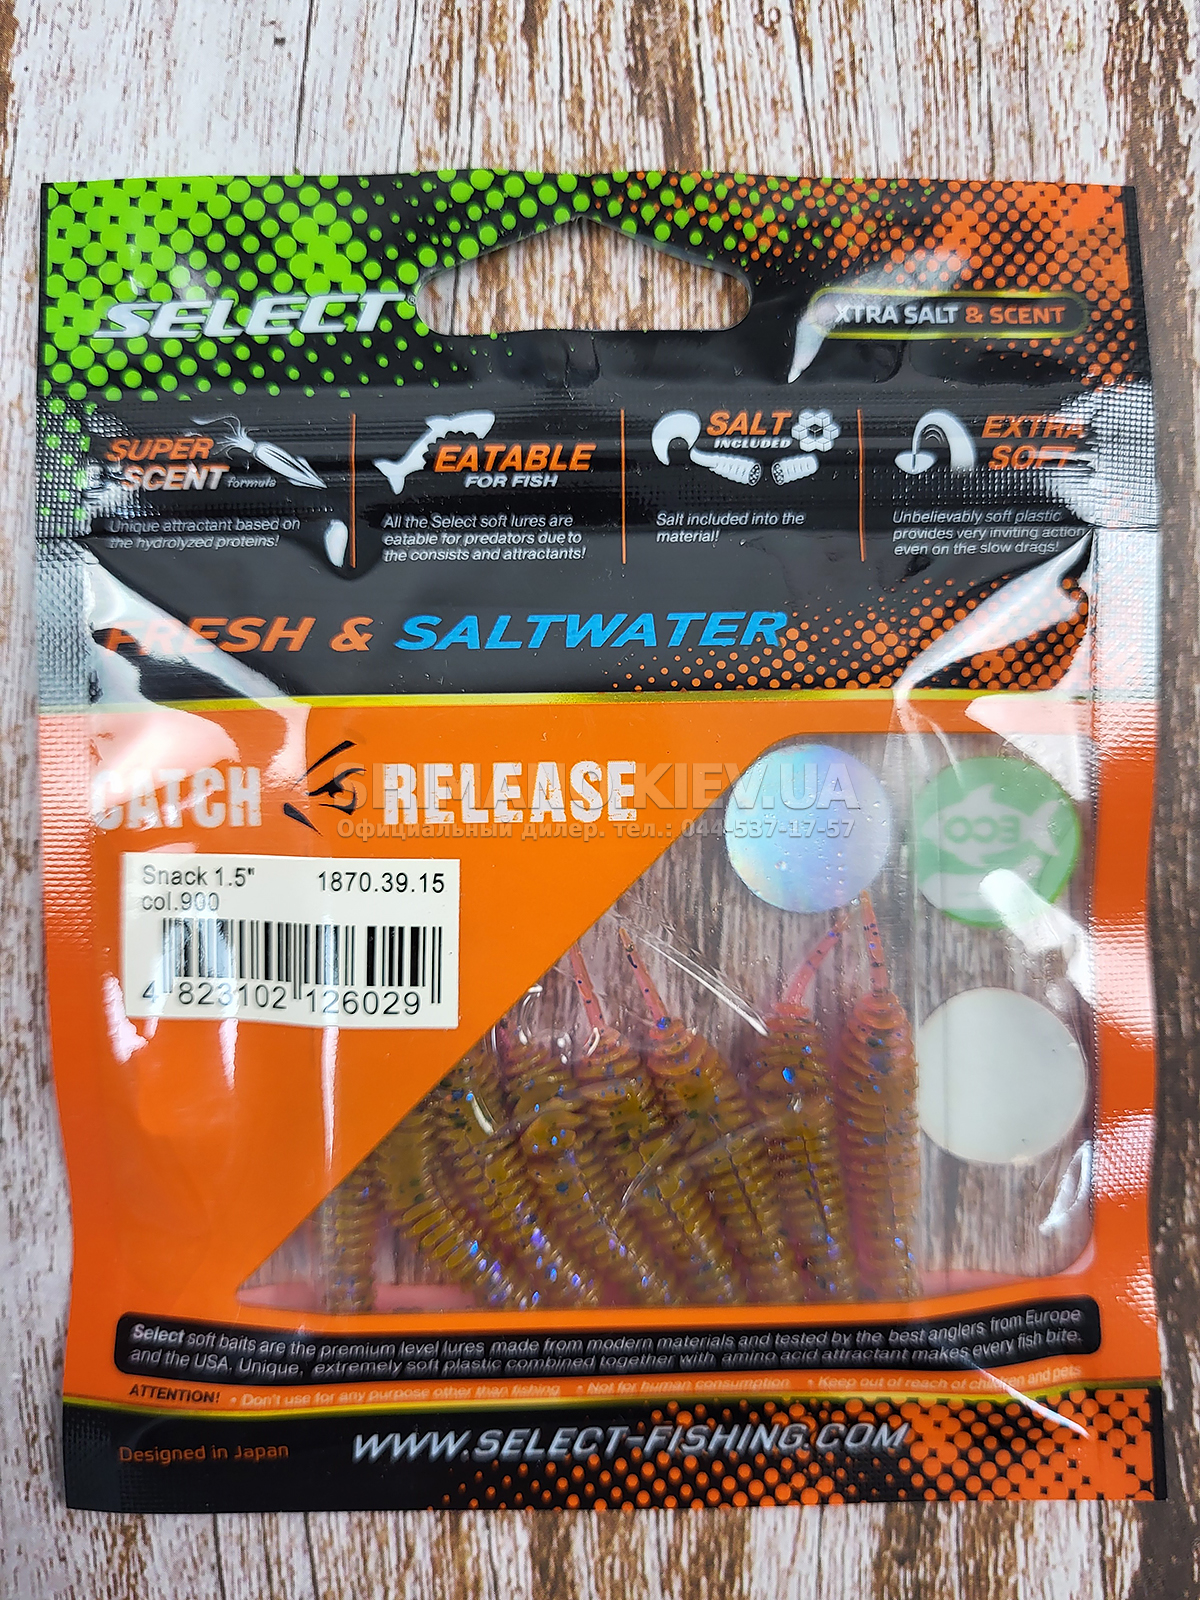 SELECT®
XTRA SALT & SCENT
SUPER
SCENT formula
Unique attractant based on
the hydrolyzed proteins!
EATABLE
FOR FISH
All the Select soft lures are
eatable for predators due to
the consists and attractants!
SALT
INCLUDED
Salt included into the
material!
EXTRA
SOFT
Unbelievably soft plastic
provides very inviting action
even on the slow drags!
FRESH & SALTWATER
CATCH RELEASE
SHIMANO.KIEV.UA
Официальный дилер. тел.: 044-537-17-57
ECO
Snack 1.5" 1870.39.15
col.900
4 823102 126029
Select soft baits are the premium level lures made from modern materials and tested by the best anglers from Europe
and the USA. Unique, extremely soft plastic combined together with amino acid attractant makes every fish bite.
ATTENTION! • Don't use for any purpose other than fishing • Not for human consumption • Keep out of reach of children and pets
Designed in Japan
WWW.SELECT-FISHING.COM